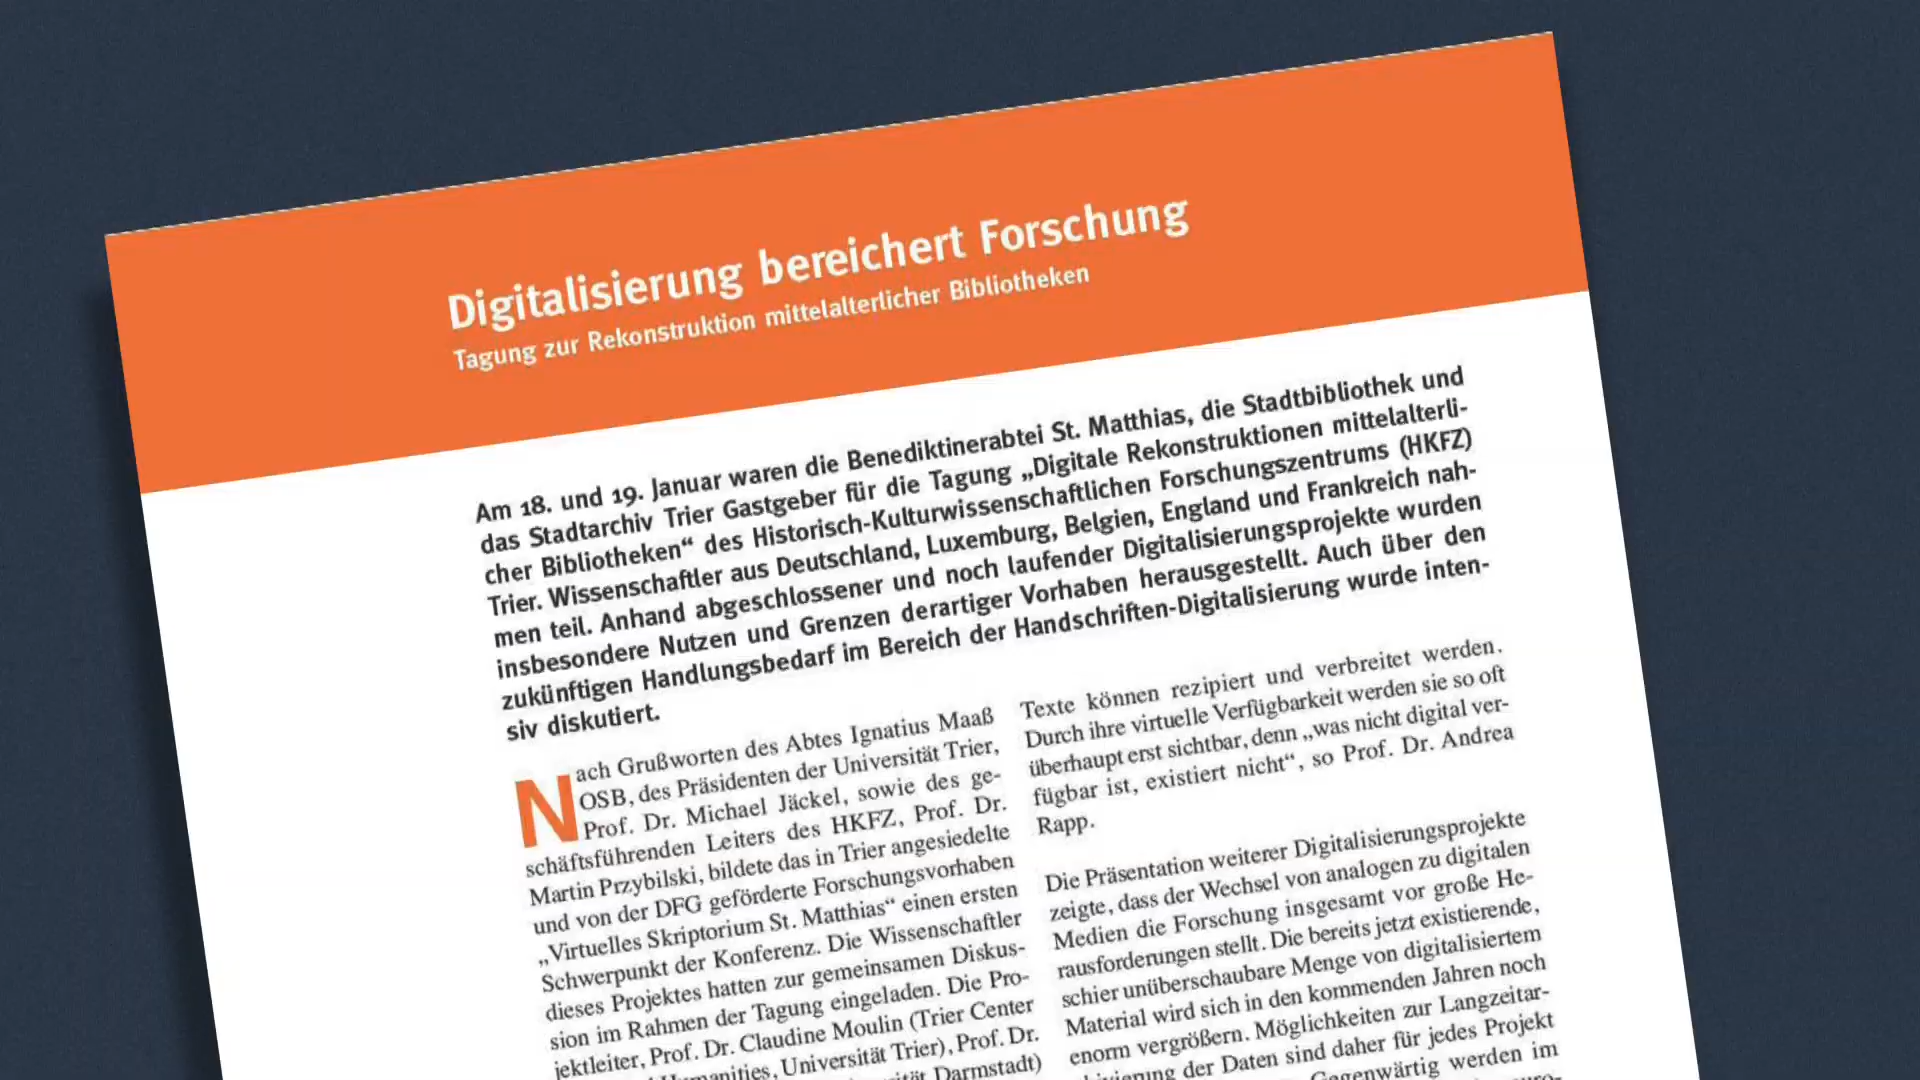 Digitalisierung bereichert Forschung
Tagung zur Rekonstruktion mittelalterlicher Bibliotheken
Am 18. und 19. Januar waren die Benediktinerabtei St. Matthias, die Stadtbibliothek und
das Stadtarchiv Trier Gastgeber für die Tagung „Digitale Rekonstruktionen mittelalterli-
cher Bibliotheken“ des Historisch-Kulturwissenschaftlichen Forschungszentrums (HKFZ)
Trier. Wissenschaftler aus Deutschland, Luxemburg, Belgien, England und Frankreich nah-
men teil. Anhand abgeschlossener und noch laufender Digitalisierungsprojekte wurden
insbesondere Nutzen und Grenzen derartiger Vorhaben herausgestellt. Auch über den
zukünftigen Handlungsbedarf im Bereich der Handschriften-Digitalisierung wurde inten-
siv diskutiert.
Nach Grußworten des Abtes Ignatius Maaß
OSB, des Präsidenten der Universität Trier,
Prof. Dr. Michael Jäckel, sowie des ge-
schäftsführenden Leiters des HKFZ, Prof. Dr.
Martin Przybilski, bildete das in Trier angesiedelte
und von der DFG geförderte Forschungsvorhaben
„Virtuelles Skriptorium St. Matthias“ einen ersten
Schwerpunkt der Konferenz. Die Wissenschaftler
dieses Projektes hatten zur gemeinsamen Diskus-
sion im Rahmen der Tagung eingeladen. Die Pro-
jektleiter, Prof. Dr. Claudine Moulin (Trier Center
Humanities, Universität Trier), Prof. Dr.
Darmstadt)
Texte können rezipiert und verbreitet werden.
Durch ihre virtuelle Verfügbarkeit werden sie so oft
überhaupt erst sichtbar, denn „was nicht digital ver-
fügbar ist, existiert nicht“, so Prof. Dr. Andrea
Rapp.
Die Präsentation weiterer Digitalisierungsprojekte
zeigte, dass der Wechsel von analogen zu digitalen
Medien die Forschung insgesamt vor große He-
rausforderungen stellt. Die bereits jetzt existierende,
schier unüberschaubare Menge von digitalisiertem
Material wird sich in den kommenden Jahren noch
enorm vergrößern. Möglichkeiten zur Langzeitar-
chivierung der Daten sind daher für jedes Projekt
Gegenwärtig werden im